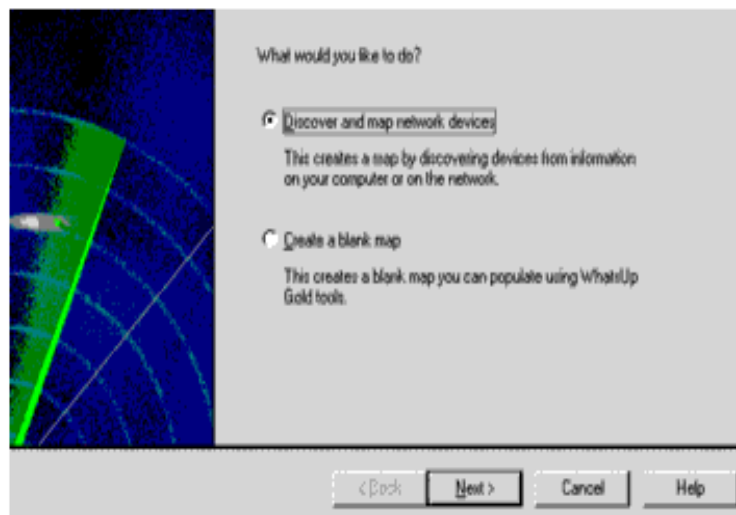 What would you like to do?
Discover and map network devices
This creates a map by discovering devices from information
on your computer or on the network.
Create a blank map
This creates a blank map you can populate using WhatsUp
Gold tools.
< Back
Next >
Cancel
Help